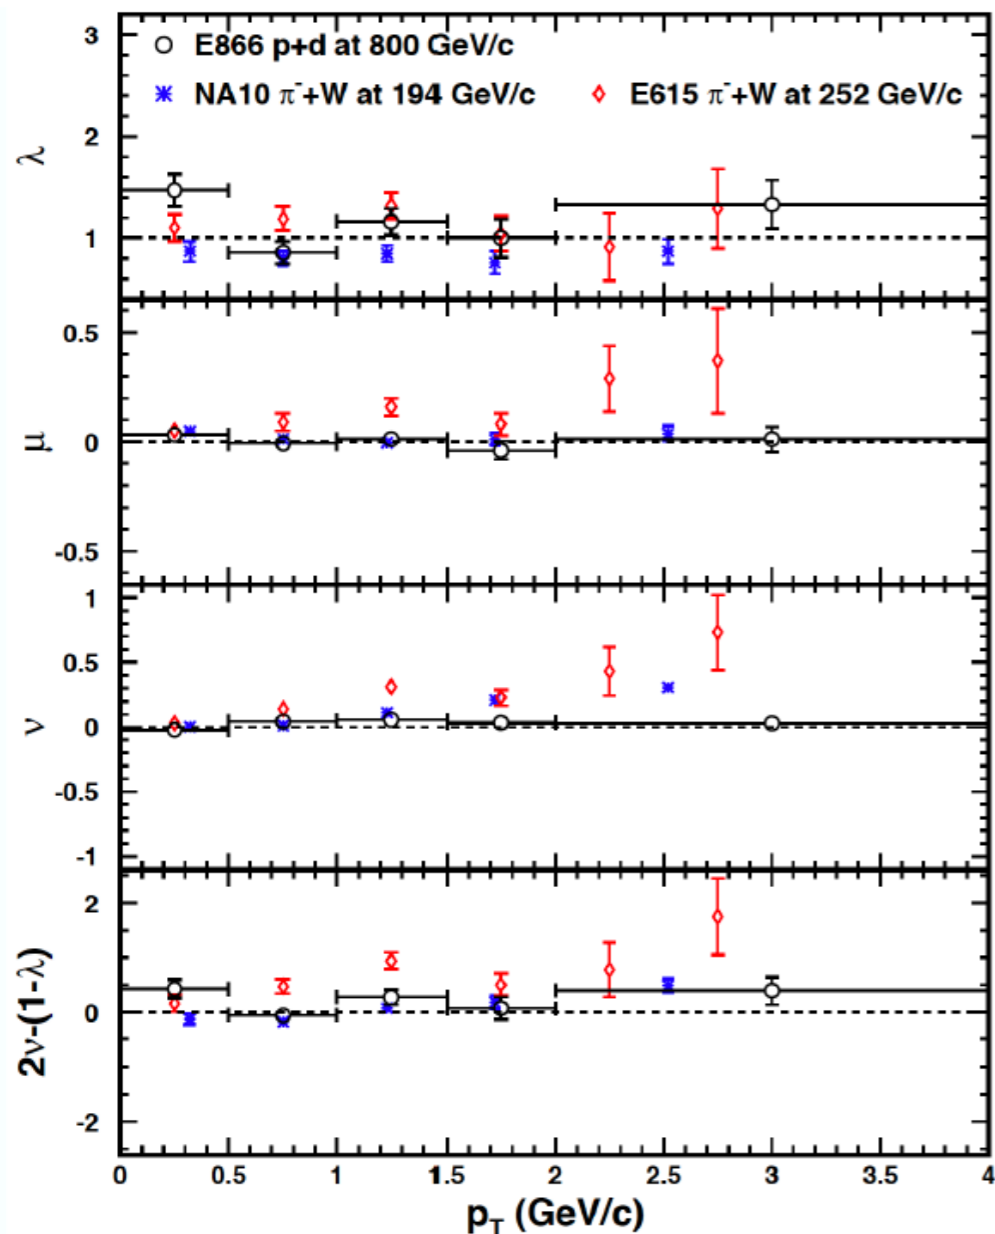 E866 p+d at 800 GeV/c
NA10 π⁻+W at 194 GeV/c
E615 π⁻+W at 252 GeV/c
3
2
1
λ
0.5
0
-0.5
μ
1
0.5
0
-0.5
-1
ν
2
0
-2
2ν-(1-λ)
0 0.5 1 1.5 2 2.5 3 3.5 4
p_T (GeV/c)